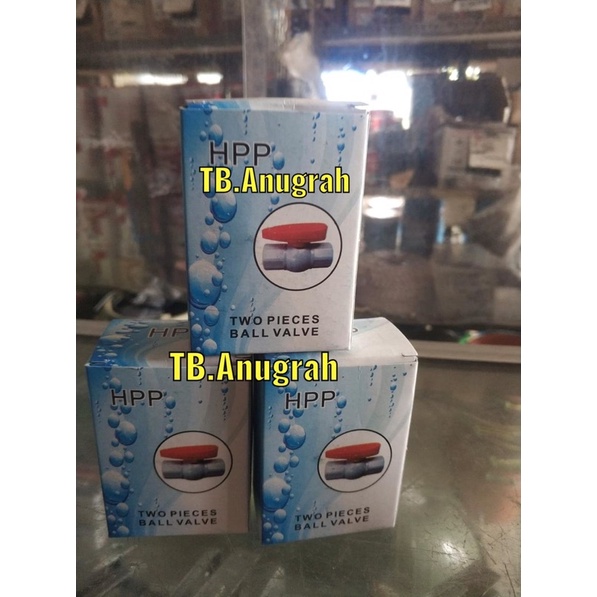 HPP
TB.Anugrah
TWO PIECES
BALL VALVE
HPP
TB.Anugrah
HPP
TWO PIECES
BALL VALVE
HPP
TWO PIECES
BALL VALVE